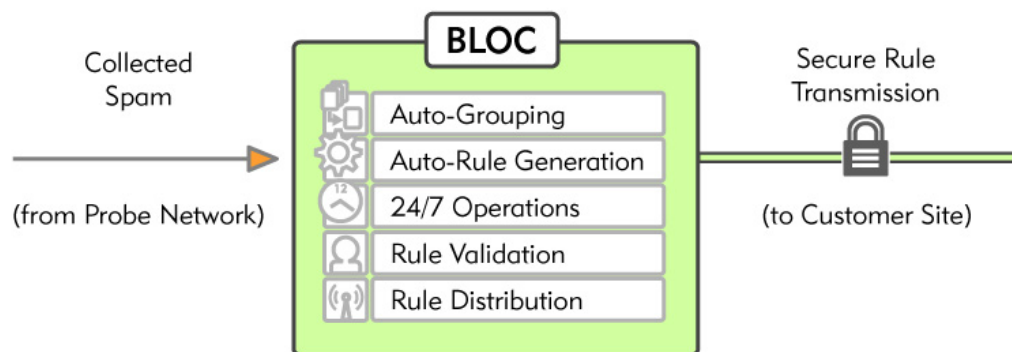 Collected
Spam
(from Probe Network)
BLOC
Auto-Grouping
Auto-Rule Generation
12
24/7 Operations
Rule Validation
Rule Distribution
Secure Rule
Transmission
(to Customer Site)